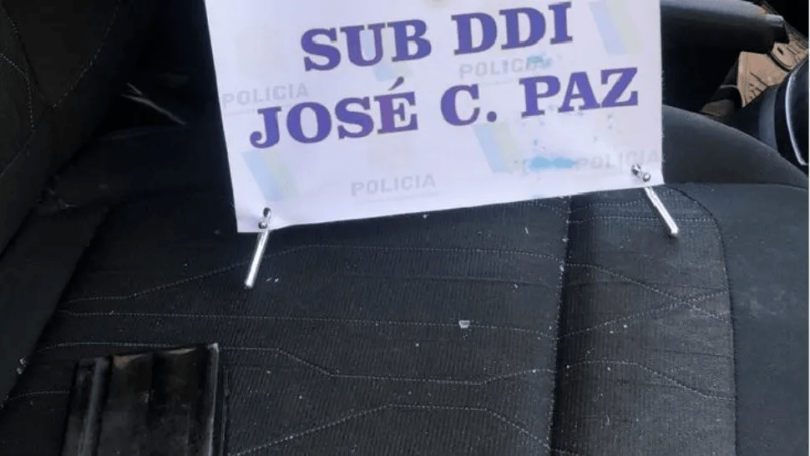 SUB DDI
POLICIA
POLICIA
JOSÉ C. PAZ
POLICIA
POLICIA